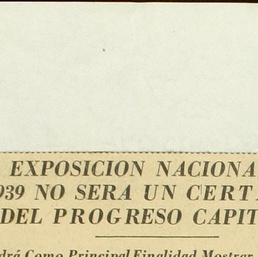 EXPOSICION NACIONA
939 NO SERA UN CERTA
DEL PROGRESO CAPIT
drá Como Principal Finalidad Mostrar